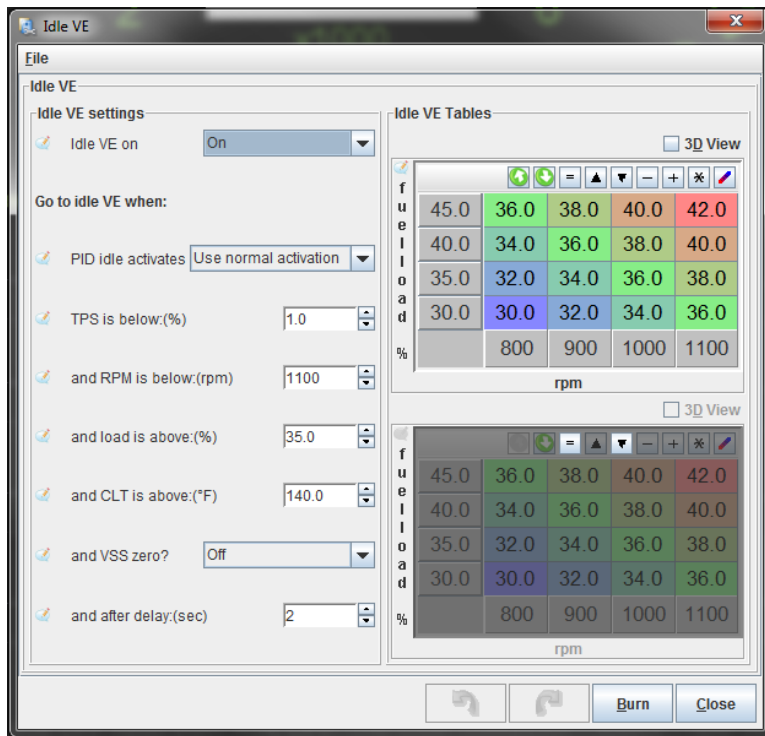 Idle VE
File
Idle VE
Idle VE settings
Idle VE on On
Go to idle VE when:
PID idle activates Use normal activation
TPS is below:(%) 1.0
and RPM is below:(rpm) 1100
and load is above:(%) 35.0
and CLT is above:(°F) 140.0
and VSS zero? Off
and after delay:(sec) 2
Idle VE Tables
3D View
fuelload %
= - +
45.0 36.0 38.0 40.0 42.0
40.0 34.0 36.0 38.0 40.0
35.0 32.0 34.0 36.0 38.0
30.0 30.0 32.0 34.0 36.0
800 900 1000 1100
rpm
3D View
fuelload %
= - +
45.0 36.0 38.0 40.0 42.0
40.0 34.0 36.0 38.0 40.0
35.0 32.0 34.0 36.0 38.0
30.0 30.0 32.0 34.0 36.0
800 900 1000 1100
rpm
Burn Close